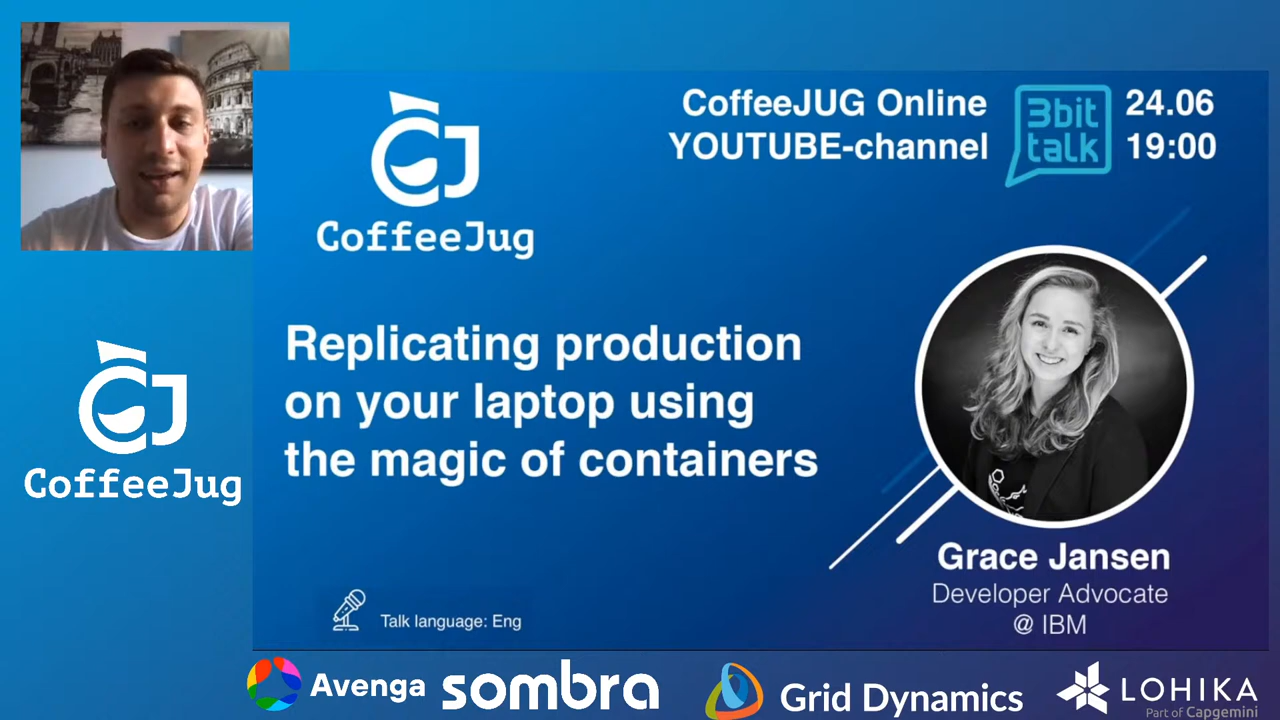 CJ
CoffeeJug
CoffeeJUG Online
YOUTUBE-channel
3bit
talk
24.06
19:00
Replicating production
on your laptop using
the magic of containers
Grace Jansen
Developer Advocate
@ IBM
Talk language: Eng
CJ
CoffeeJug
Avenga
sombra
Grid Dynamics
LOHIKA
Part of Capgemini